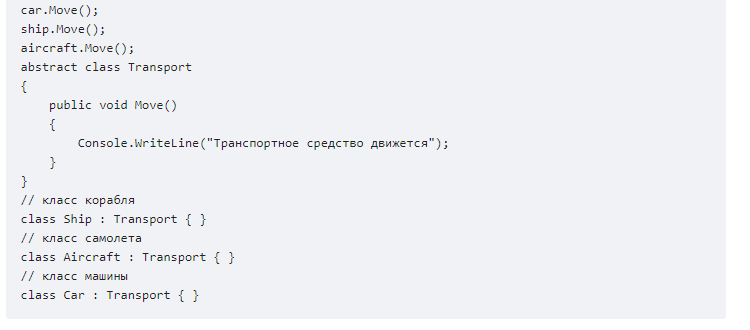 car.Move();
ship.Move();
aircraft.Move();
abstract class Transport
{
    public void Move()
    {
        Console.WriteLine("Транспортное средство движется");
    }
}
// класс корабля
class Ship : Transport { }
// класс самолета
class Aircraft : Transport { }
// класс машины
class Car : Transport { }